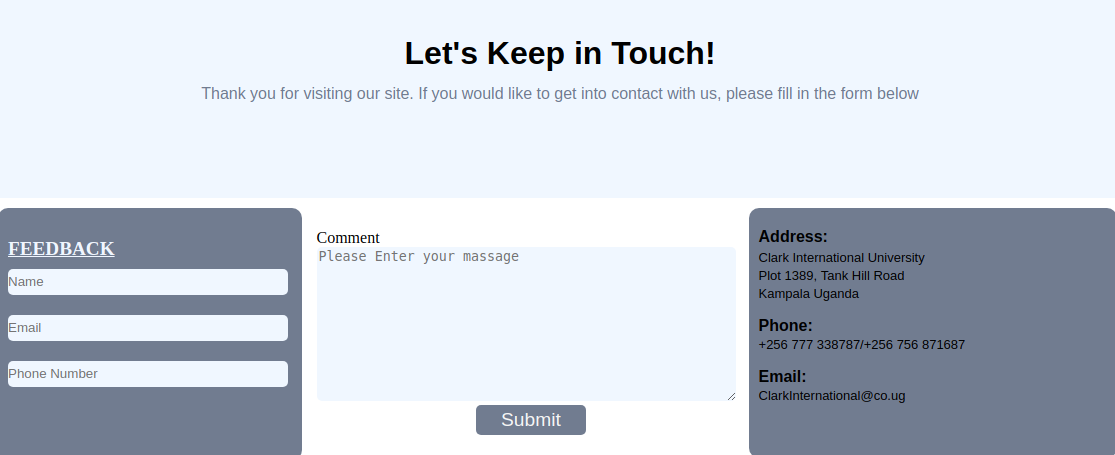 Let's Keep in Touch!
Thank you for visiting our site. If you would like to get into contact with us, please fill in the form below
FEEDBACK
Name
Email
Phone Number
Comment
Please Enter your massage
Submit
Address:
Clark International University
Plot 1389, Tank Hill Road
Kampala Uganda
Phone:
+256 777 338787/+256 756 871687
Email:
ClarkInternational@co.ug